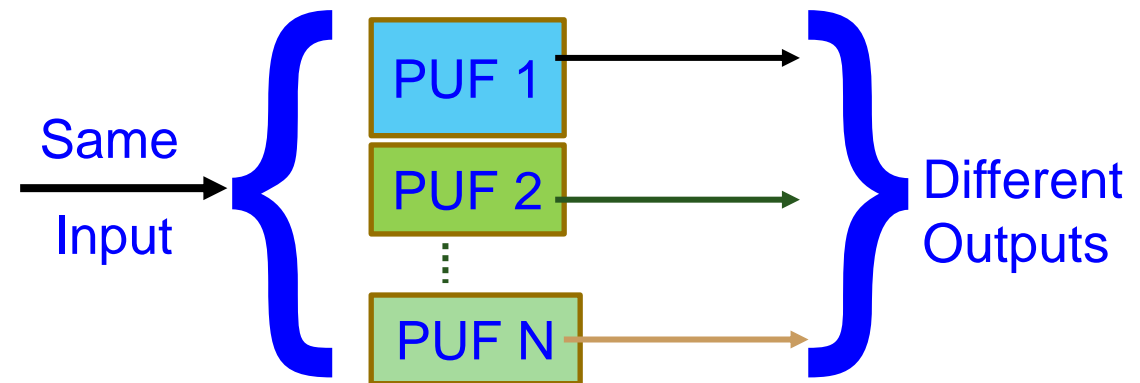 Same
Input
PUF 1
PUF 2
PUF N
Different
Outputs